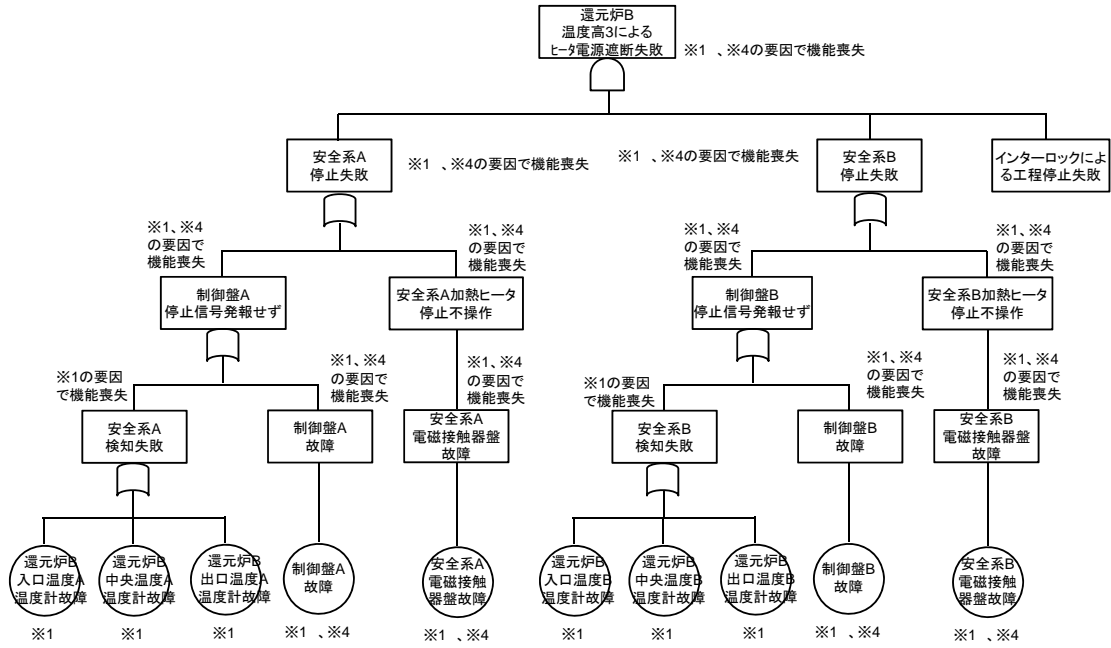 還元炉B
温度高3による
ﾋｰﾀ電源遮断失敗
※1 、※4の要因で機能喪失
安全系A
停止失敗
※1 、※4の要因で機能喪失
※1 、※4の要因で機能喪失
安全系B
停止失敗
インターロックによ
る工程停止失敗
※1、※4
の要因で
機能喪失
※1、※4
の要因で
機能喪失
※1、※4
の要因で
機能喪失
※1、※4
の要因で
機能喪失
制御盤A
停止信号発報せず
安全系A加熱ヒータ
停止不操作
制御盤B
停止信号発報せず
安全系B加熱ヒータ
停止不操作
※1の要因
で機能喪失
※1、※4
の要因で
機能喪失
※1、※4
の要因で
機能喪失
※1の要因
で機能喪失
※1、※4
の要因で
機能喪失
※1、※4
の要因で
機能喪失
安全系A
検知失敗
制御盤A
故障
安全系A
電磁接触器盤
故障
安全系B
検知失敗
制御盤B
故障
安全系B
電磁接触器盤
故障
還元炉B
入口温度A
温度計故障
還元炉B
中央温度A
温度計故障
還元炉B
出口温度A
温度計故障
制御盤A
故障
安全系A
電磁接触
器盤故障
還元炉B
入口温度B
温度計故障
還元炉B
中央温度B
温度計故障
還元炉B
出口温度B
温度計故障
制御盤B
故障
安全系B
電磁接触
器盤故障
※1
※1
※1
※1 、※4
※1 、※4
※1
※1
※1
※1 、※4
※1 、※4